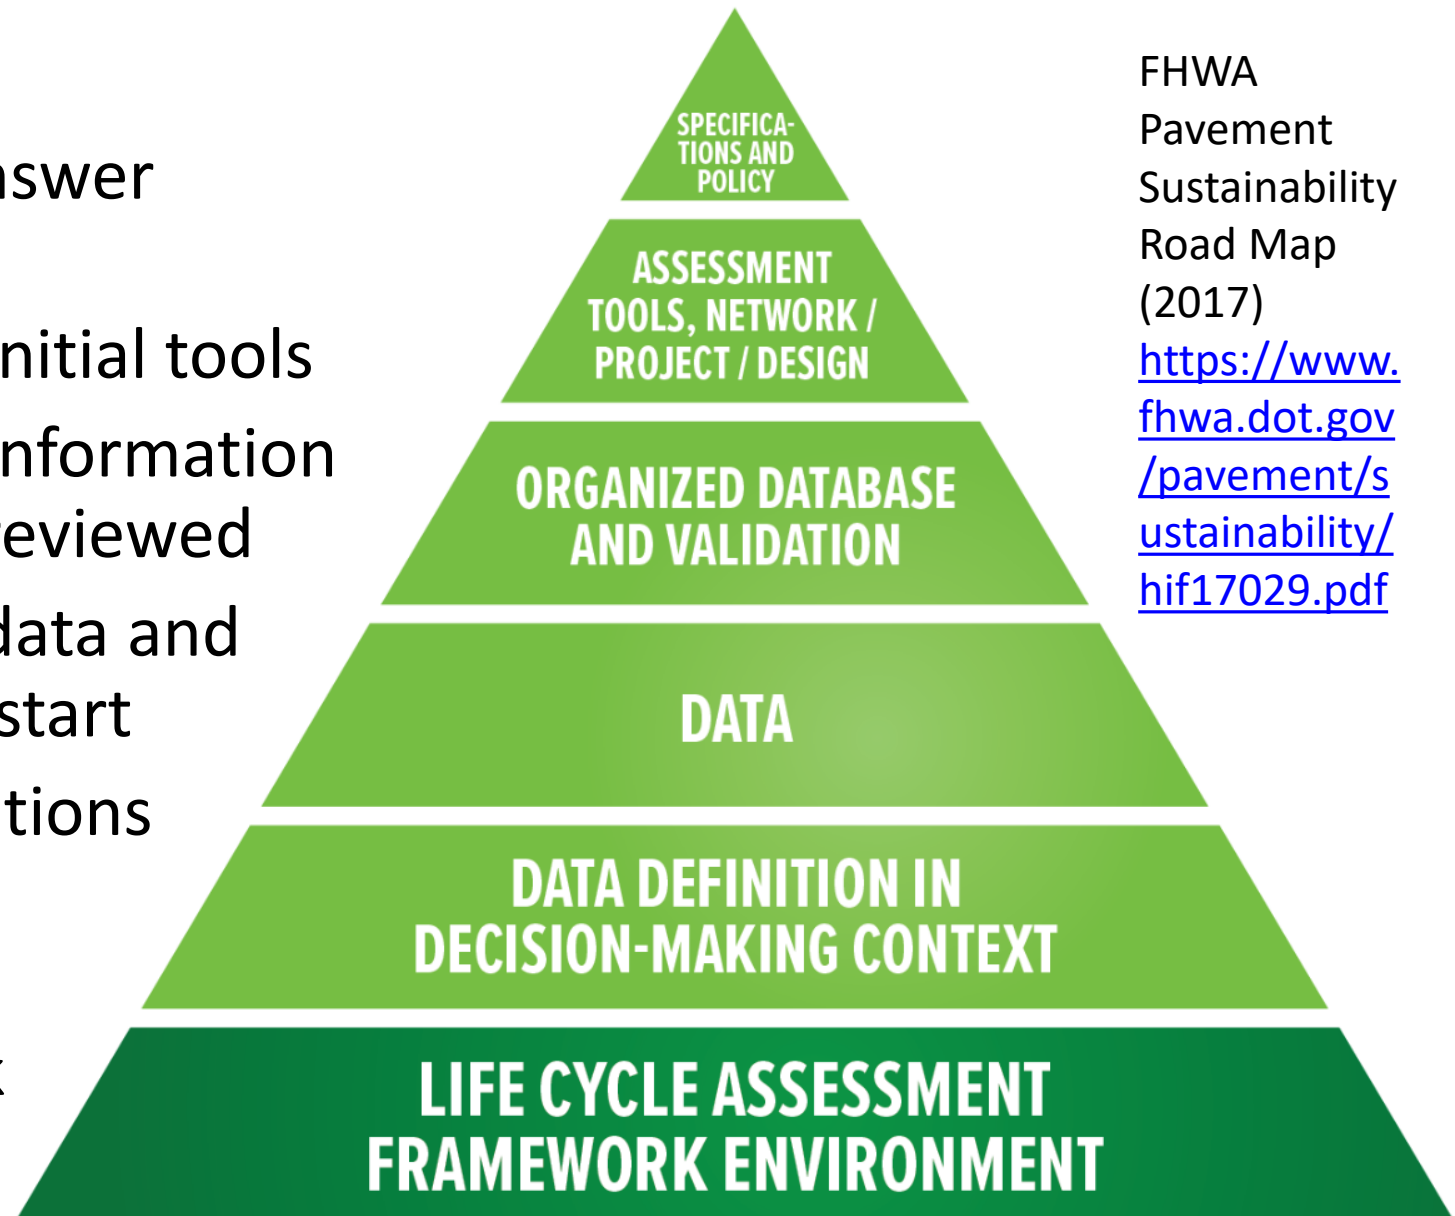 nswer
nitial tools
nformation
eviewed
data and
start
tions
SPECIFICA-
TIONS AND
POLICY
ASSESSMENT
TOOLS, NETWORK /
PROJECT / DESIGN
ORGANIZED DATABASE
AND VALIDATION
DATA
DATA DEFINITION IN
DECISION-MAKING CONTEXT
LIFE CYCLE ASSESSMENT
FRAMEWORK ENVIRONMENT
FHWA
Pavement
Sustainability
Road Map
(2017)
https://www.
fhwa.dot.gov
/pavement/s
ustainability/
hif17029.pdf